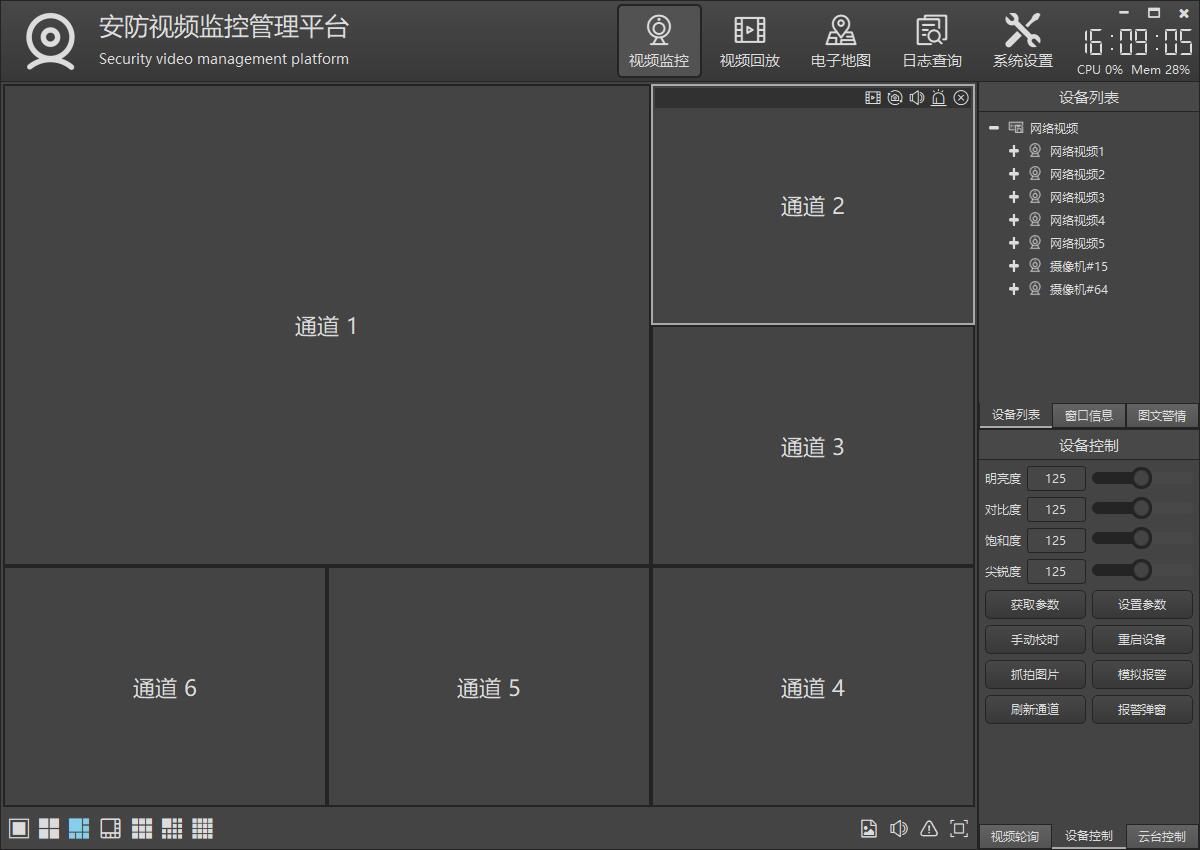 安防视频监控管理平台
Security video management platform
视频监控
视频回放
电子地图
日志查询
系统设置
16:09:05
CPU 0% Mem 28%
通道 1
通道 2
通道 3
通道 6
通道 5
通道 4
设备列表
网络视频
网络视频1
网络视频2
网络视频3
网络视频4
网络视频5
摄像机#15
摄像机#64
设备列表 窗口信息 图文警情
设备控制
明亮度 125
对比度 125
饱和度 125
尖锐度 125
获取参数 设置参数
手动校时 重启设备
抓拍图片 模拟报警
刷新通道 报警弹窗
视频轮询 设备控制 云台控制